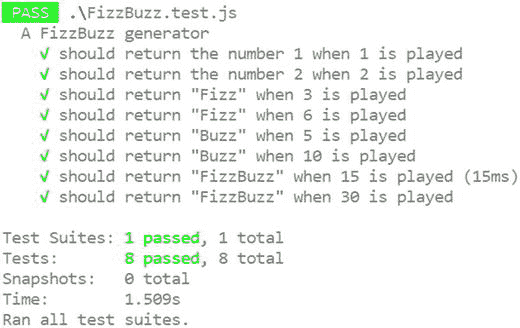 PASS .\FizzBuzz.test.js
A FizzBuzz generator
√ should return the number 1 when 1 is played
√ should return the number 2 when 2 is played
√ should return "Fizz" when 3 is played
√ should return "Fizz" when 6 is played
√ should return "Buzz" when 5 is played
√ should return "Buzz" when 10 is played
√ should return "FizzBuzz" when 15 is played (15ms)
√ should return "FizzBuzz" when 30 is played
Test Suites: 1 passed, 1 total
Tests: 8 passed, 8 total
Snapshots: 0 total
Time: 1.509s
Ran all test suites.